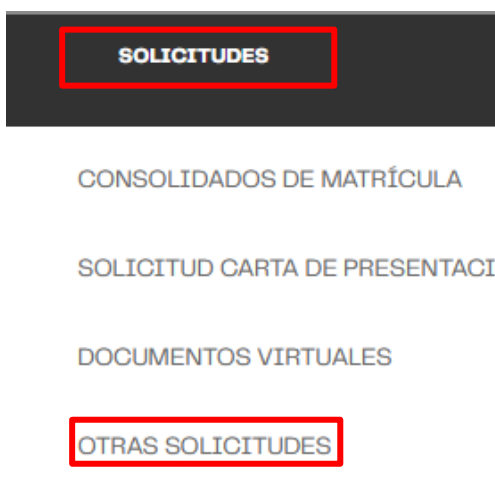 SOLICITUDES
CONSOLIDADOS DE MATRÍCULA
SOLICITUD CARTA DE PRESENTACI
DOCUMENTOS VIRTUALES
OTRAS SOLICITUDES